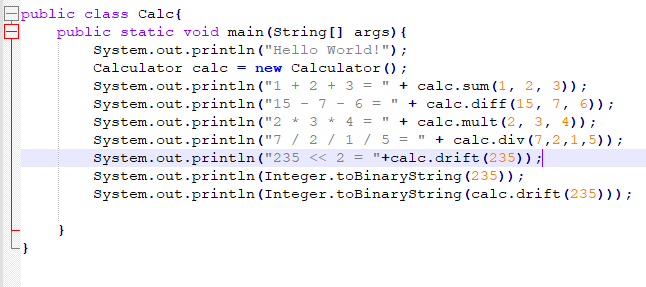 public class Calc{
public static void main(String[] args){
System.out.println("Hello World!");
Calculator calc = new Calculator();
System.out.println("1 + 2 + 3 = " + calc.sum(1, 2, 3));
System.out.println("15 - 7 - 6 = " + calc.diff(15, 7, 6));
System.out.println("2 * 3 * 4 = " + calc.mult(2, 3, 4));
System.out.println("7 / 2 / 1 / 5 = " + calc.div(7,2,1,5));
System.out.println("235 << 2 = "+calc.drift(235));
System.out.println(Integer.toBinaryString(235));
System.out.println(Integer.toBinaryString(calc.drift(235)));
}
}